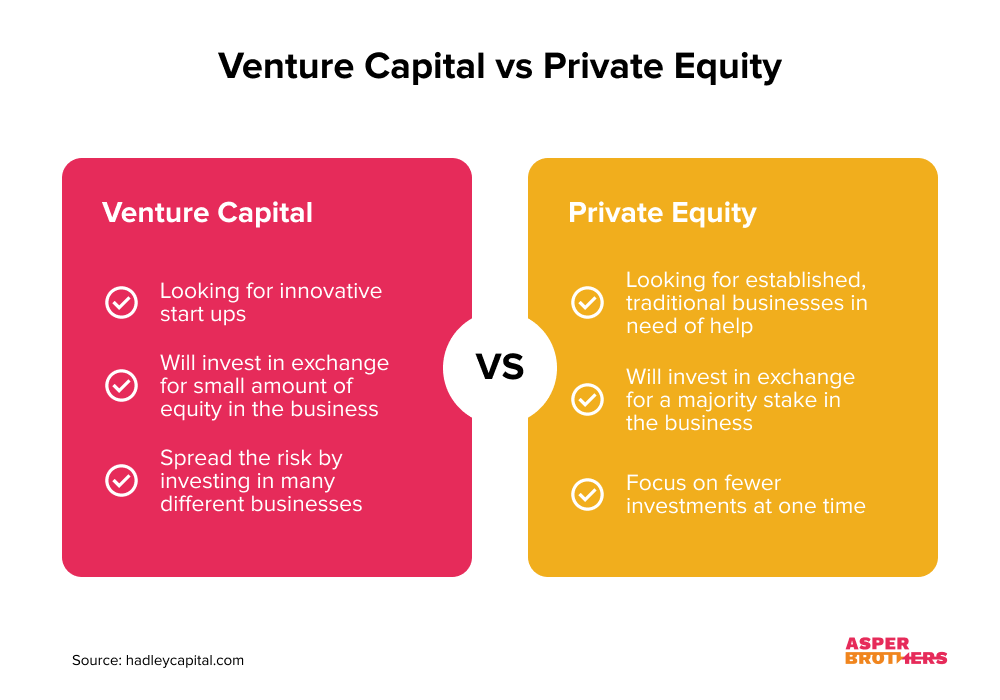 Venture Capital vs Private Equity
Venture Capital
Looking for innovative
start ups
Will invest in exchange
for small amount of
equity in the business
Spread the risk by
investing in many
different businesses
VS
Private Equity
Looking for established,
traditional businesses in
need of help
Will invest in exchange
for a majority stake in
the business
Focus on fewer
investments at one time
Source: hadleycapital.com
ASPER
BROTHERS